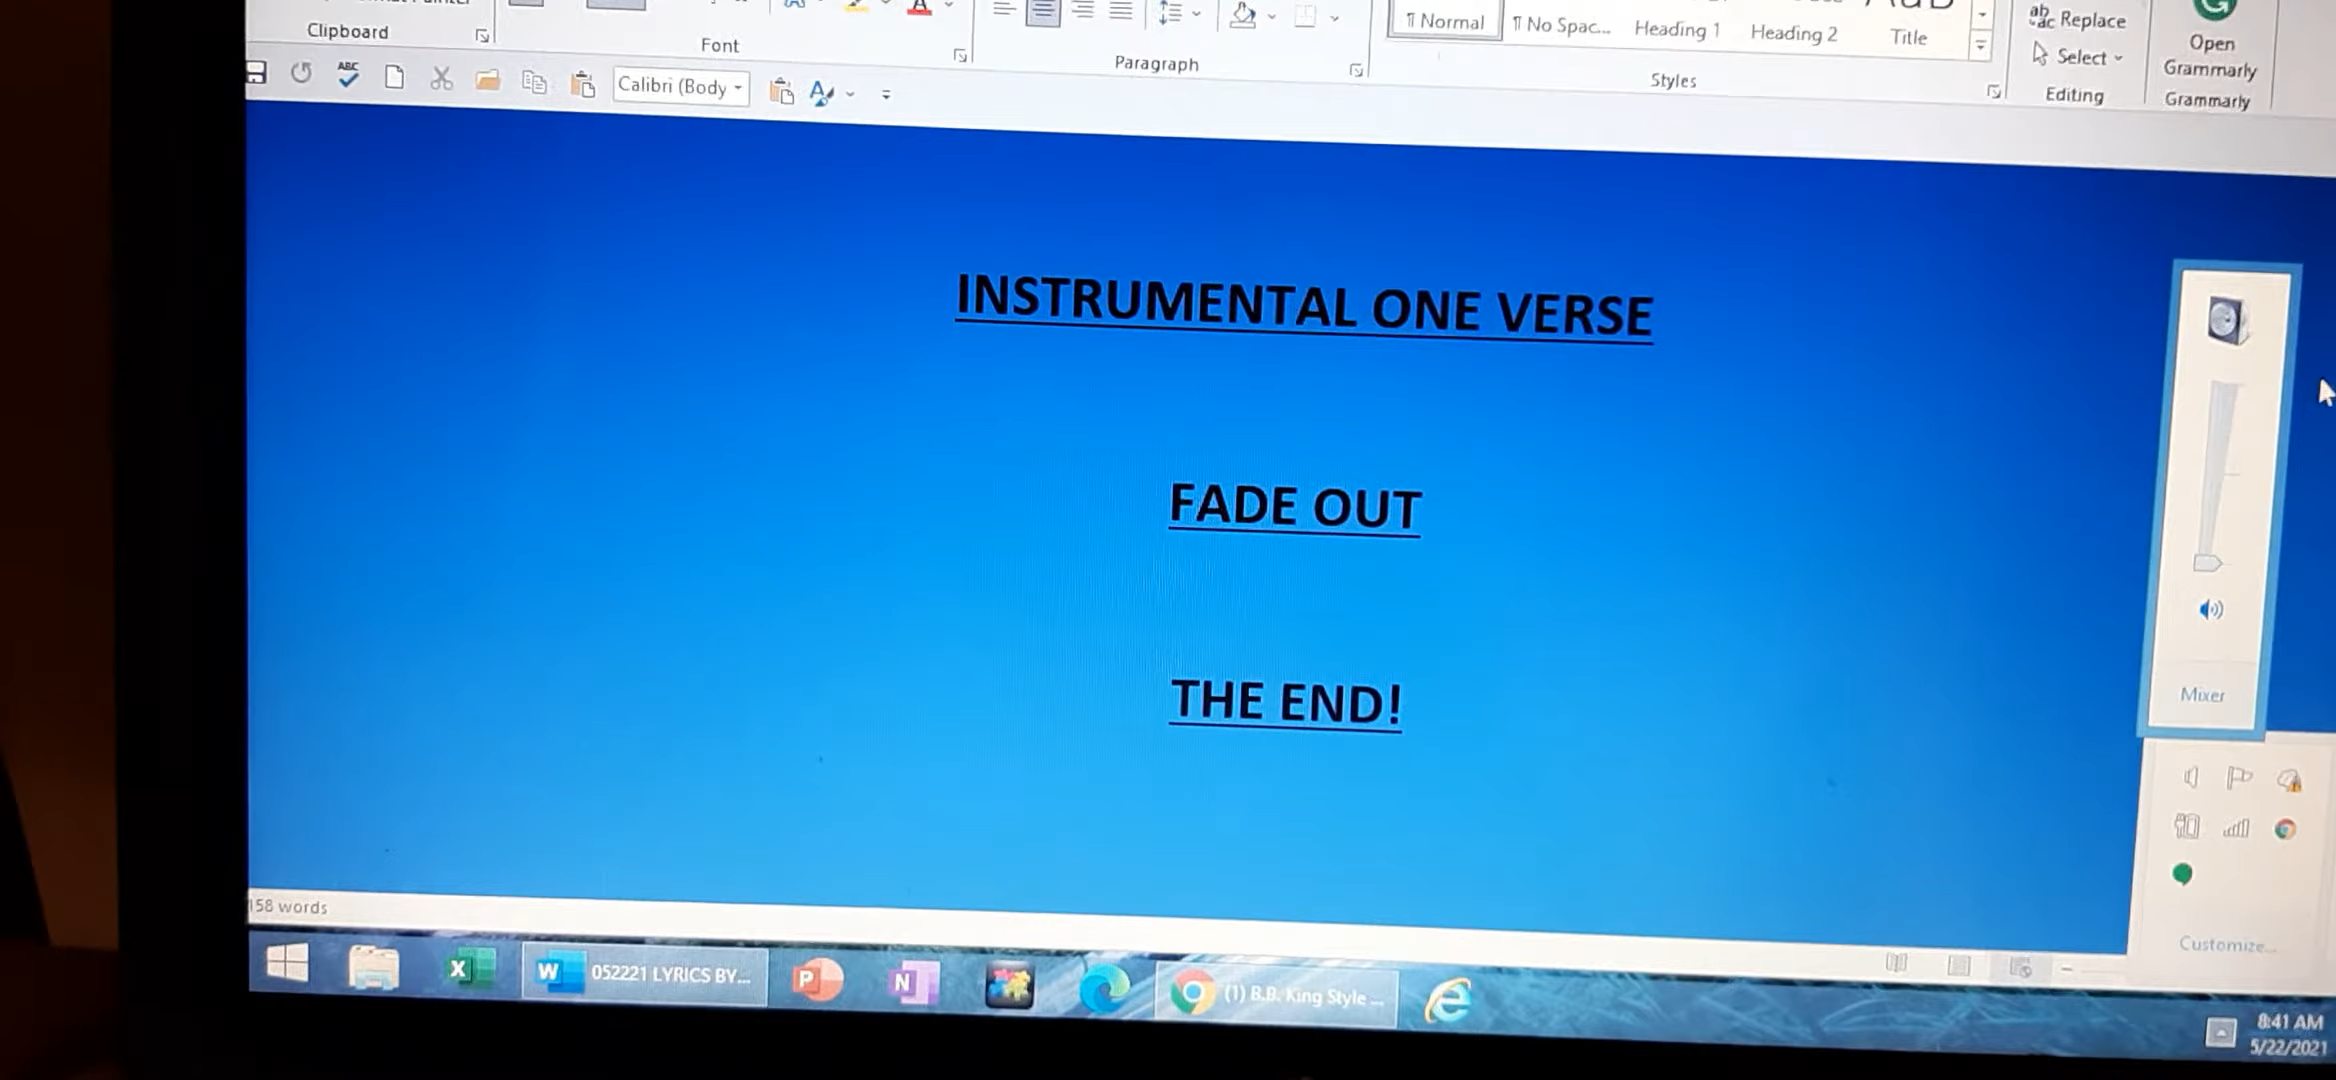 Clipboard
Font
Paragraph
Normal
No Spac...
Heading 1
Heading 2
Title
Styles
Replace
Select
Editing
Open
Grammarly
Grammarly
ABC
Calibri (Body
INSTRUMENTAL ONE VERSE
FADE OUT
THE END!
Mixer
Customize...
158 words
052221 LYRICS BY...
(1) B.B. King Style ...
8:41 AM
5/22/2021